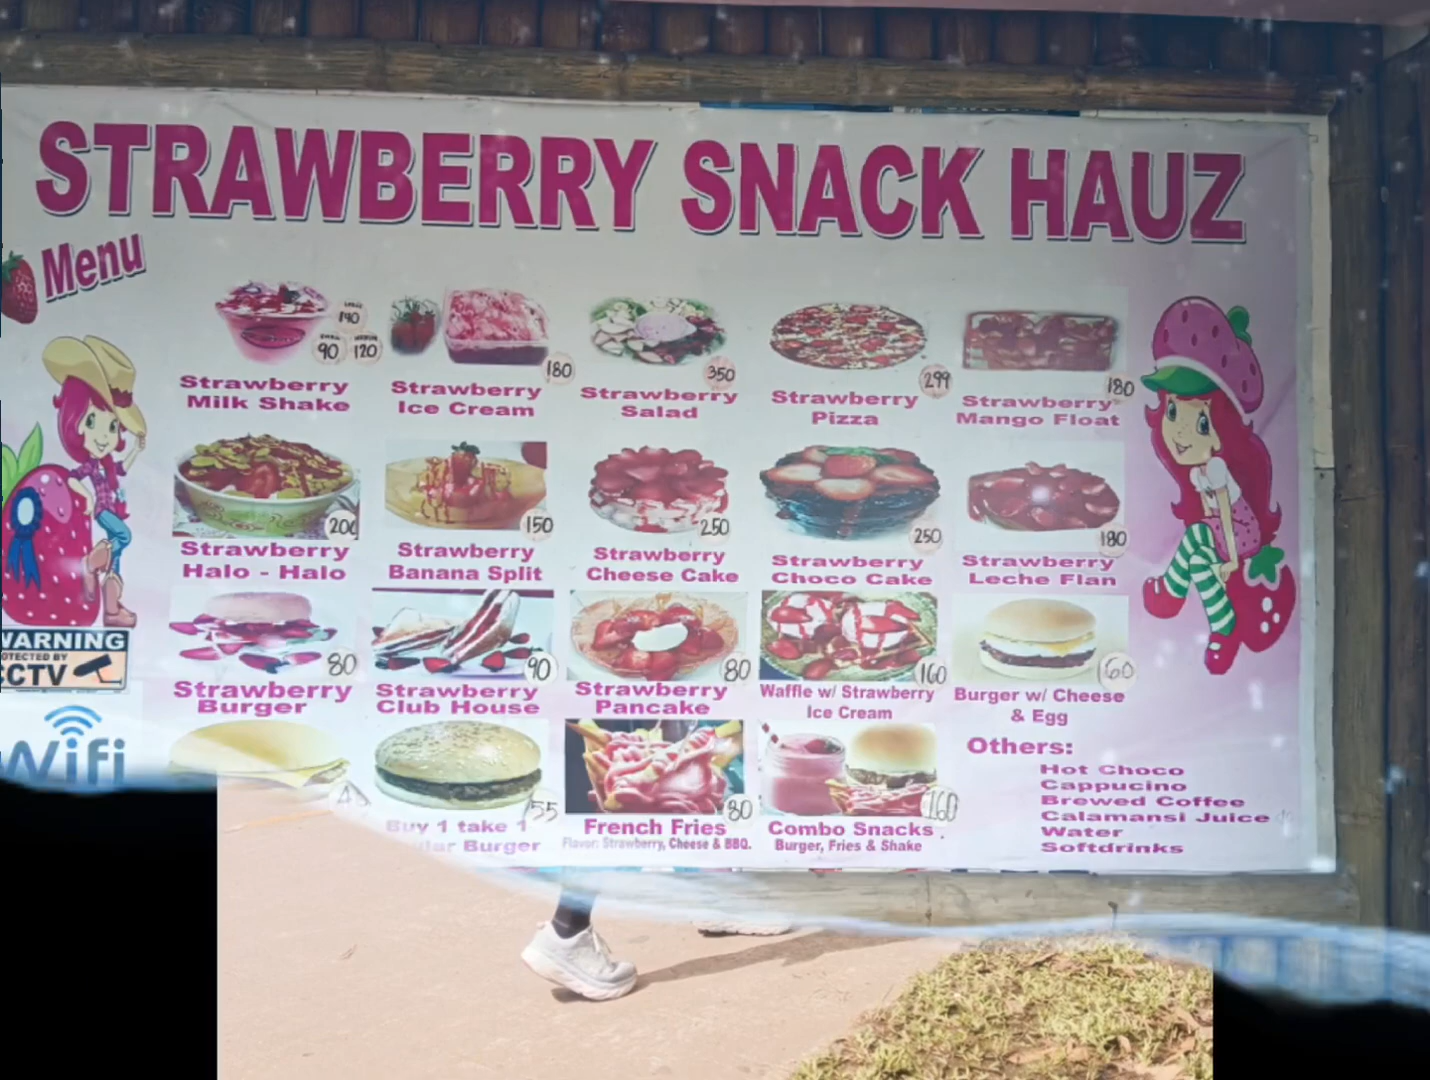 STRAWBERRY SNACK HAUZ
Menu
140
90 120
Strawberry
Milk Shake
180
Strawberry
Ice Cream
350
Strawberry
Salad
299
Strawberry
Pizza
180
Strawberry
Mango Float
200
Strawberry
Halo - Halo
150
Strawberry
Banana Split
250
Strawberry
Cheese Cake
250
Strawberry
Choco Cake
180
Strawberry
Leche Flan
80
Strawberry
Burger
90
Strawberry
Club House
80
Strawberry
Pancake
160
Waffle w/ Strawberry
Ice Cream
60
Burger w/ Cheese
& Egg
WARNING
PROTECTED BY
CCTV
Wifi
55
Buy 1 take 1
Burger
80
French Fries
Flavor: Strawberry, Cheese & BBQ.
160
Combo Snacks
Burger, Fries & Shake
Others:
Hot Choco
Cappucino
Brewed Coffee
Calamansi Juice
Water
Softdrinks